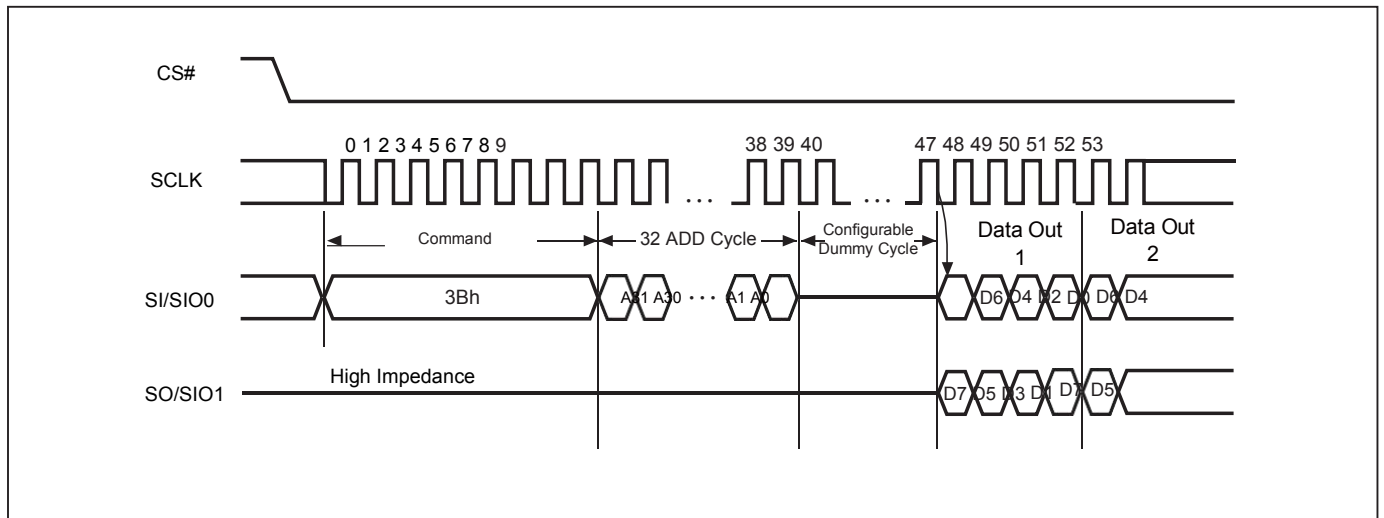 CS#
0 1 2 3 4 5 6 7 8 9 38 39 40 47 48 49 50 51 52 53
SCLK
... ...
Command 32 ADD Cycle Configurable Dummy Cycle Data Out 1 Data Out 2
SI/SIO0 3Bh A31 A30 ... A1 A0 D6 D4 D2 D0 D6 D4
High Impedance
SO/SIO1 D7 D5 D3 D1 D7 D5